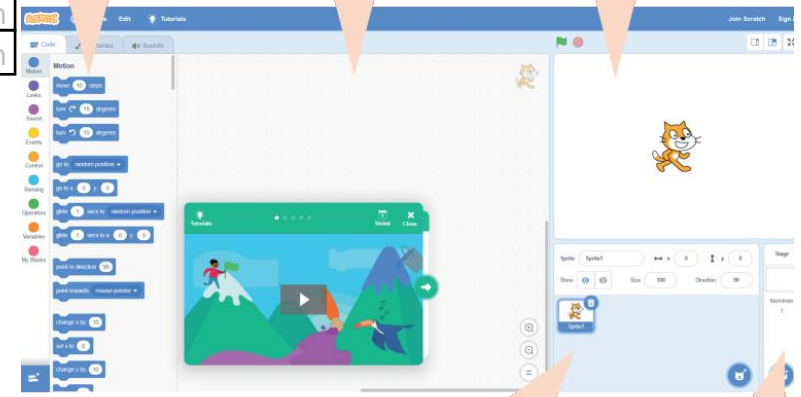 SCRATCH Edit Tutorials Join Scratch
Code Sounds
Motion
Motion
move 10 steps
Looks
turn 15 degrees
Sound
turn 15 degrees
Events
Control
go to random position
Sensing
go to x: 0 y: 0
Operators
glide 1 secs to random position
Variables
glide 1 secs to x: 0 y: 0
My Blocks
point in direction 90
point towards mouse-pointer
change x by 10
set x to 0
change y by 10
Tutorials Shrink Close
Sprite Sprite1 x 0 y 0
Show Size 100 Direction 90
Sprite1
Stage
Backdrops
1